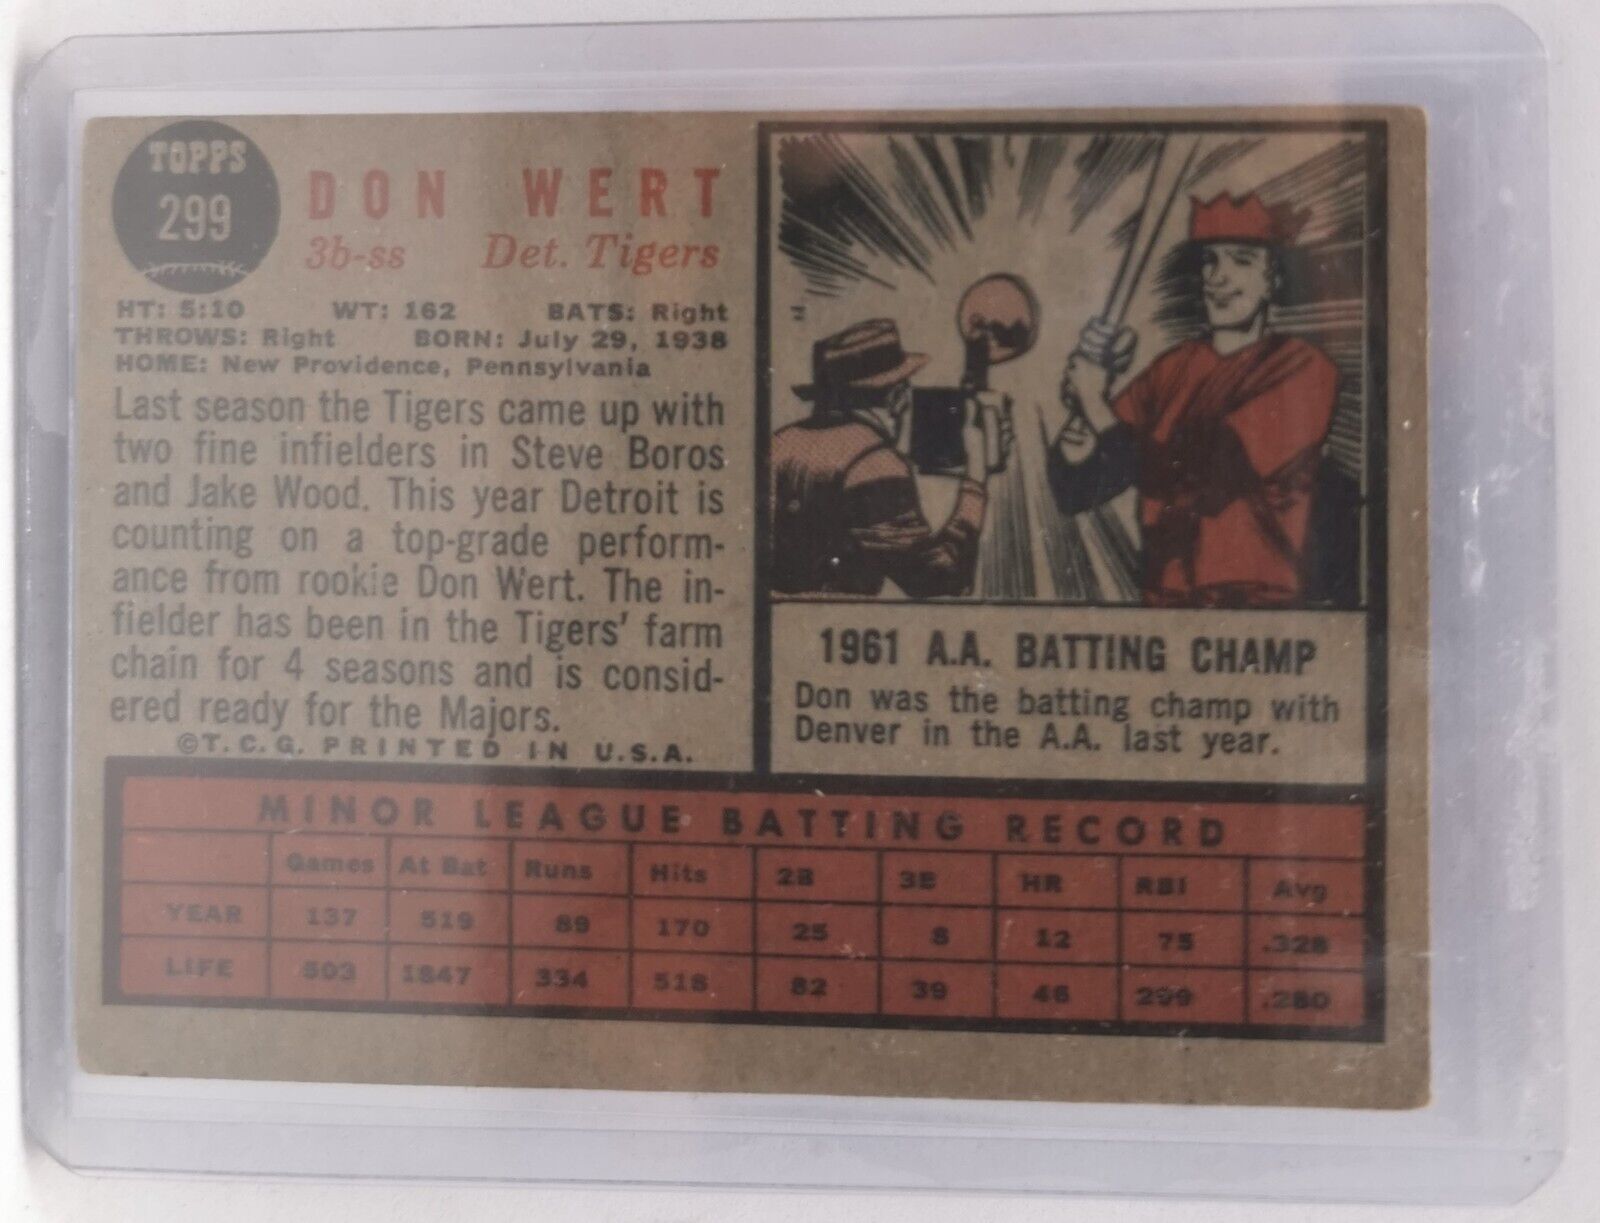 TOPPS
299
DON WERT
3b-ss Det. Tigers
HT: 5:10 WT: 162 BATS: Right
THROWS: Right BORN: July 29, 1938
HOME: New Providence, Pennsylvania
Last season the Tigers came up with
two fine infielders in Steve Boros
and Jake Wood. This year Detroit is
counting on a top-grade perform-
ance from rookie Don Wert. The in-
fielder has been in the Tigers' farm
chain for 4 seasons and is consid-
ered ready for the Majors.
©T.C.G. PRINTED IN U.S.A.
1961 A.A. BATTING CHAMP
Don was the batting champ with
Denver in the A.A. last year.
MINOR LEAGUE BATTING RECORD
Games At Bat Runs Hits 2B 3B HR RBI Avg
YEAR 137 519 89 170 25 8 12 75 .328
LIFE 503 1847 334 518 82 39 46 299 .280